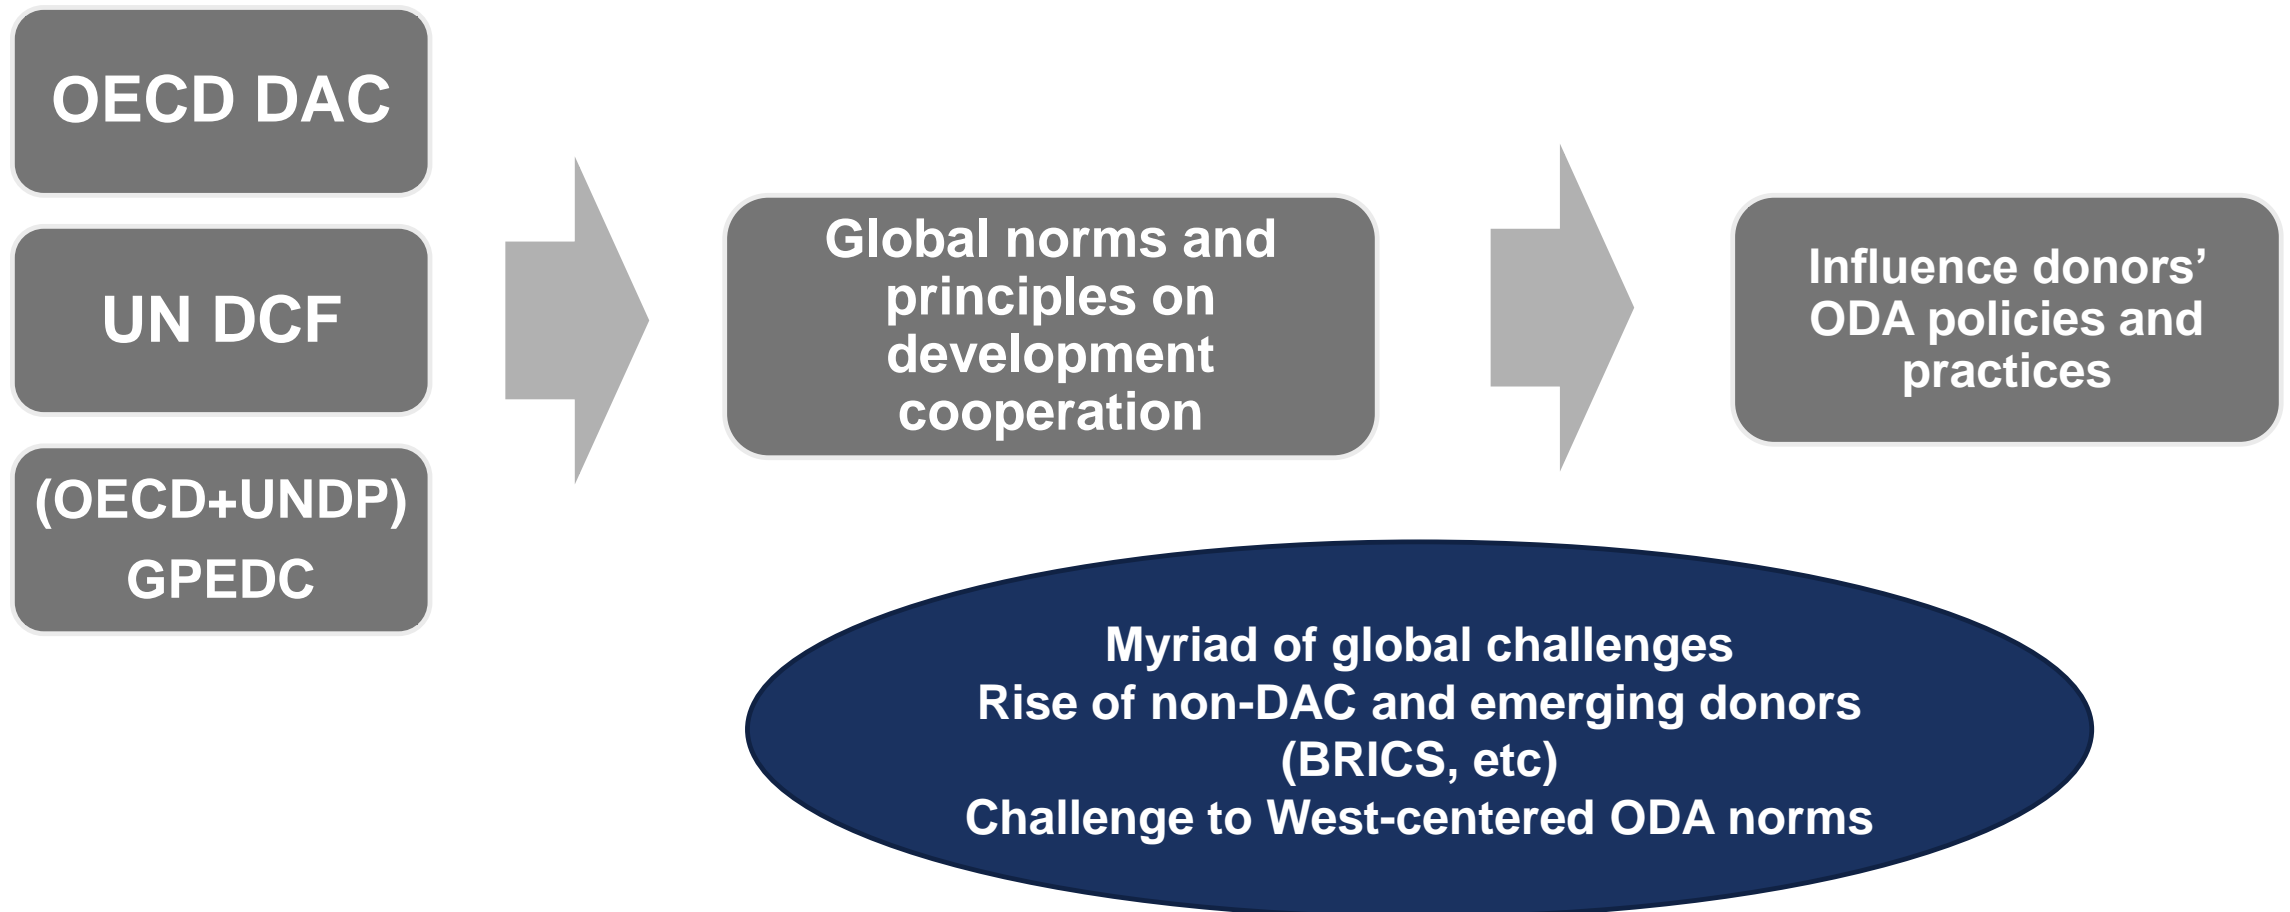 OECD DAC
UN DCF
(OECD+UNDP)
GPEDC
Global norms and
principles on
development
cooperation
Influence donors’
ODA policies and
practices
Myriad of global challenges
Rise of non-DAC and emerging donors
(BRICS, etc)
Challenge to West-centered ODA norms